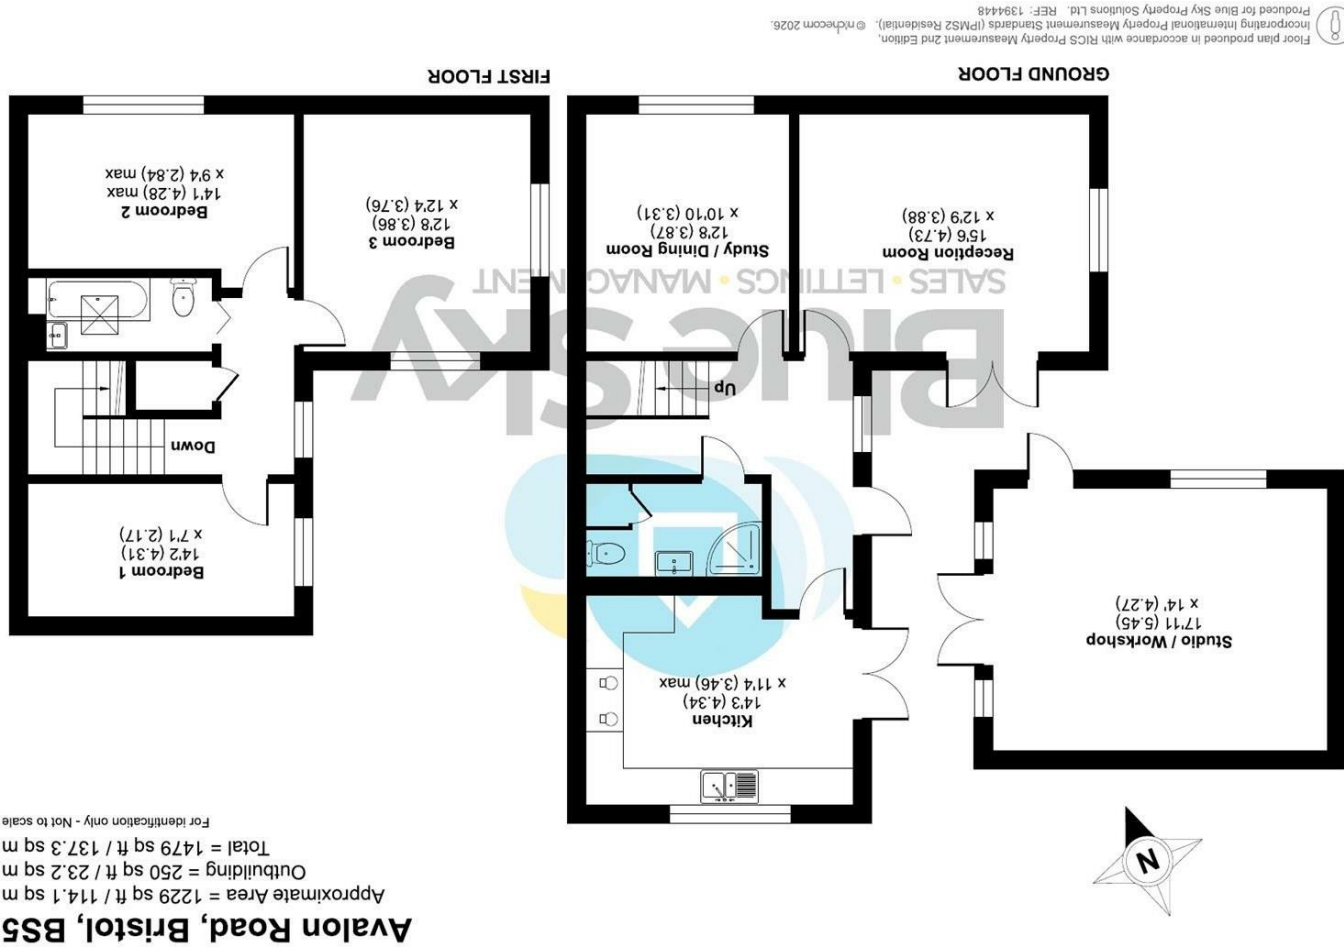 Avalon Road, Bristol, BS5
Approximate Area = 1229 sq ft / 114.1 sq m
Outbuilding = 250 sq ft / 23.2 sq m
Total = 1479 sq ft / 137.3 sq m
For identification only - Not to scale
N
Kitchen
14'3 (4.34)
x 11'4 (3.46) max
Studio / Workshop
17'11 (5.45)
x 14' (4.27)
Up
Reception Room
15'6 (4.73)
x 12'9 (3.88)
Study / Dining Room
12'8 (3.87)
x 10'10 (3.31)
GROUND FLOOR
Bedroom 1
14'2 (4.31)
x 7'1 (2.17)
Down
Bedroom 3
12'8 (3.86)
x 12'4 (3.76)
Bedroom 2
14'1 (4.28) max
x 9'4 (2.84) max
FIRST FLOOR
Blue Sky
SALES • LETTINGS • MANAGEMENT
Floor plan produced in accordance with RICS Property Measurement 2nd Edition,
Incorporating International Property Measurement Standards (IPMS2 Residential). © nichecom 2026.
Produced for Blue Sky Property Solutions Ltd. REF: 1394448